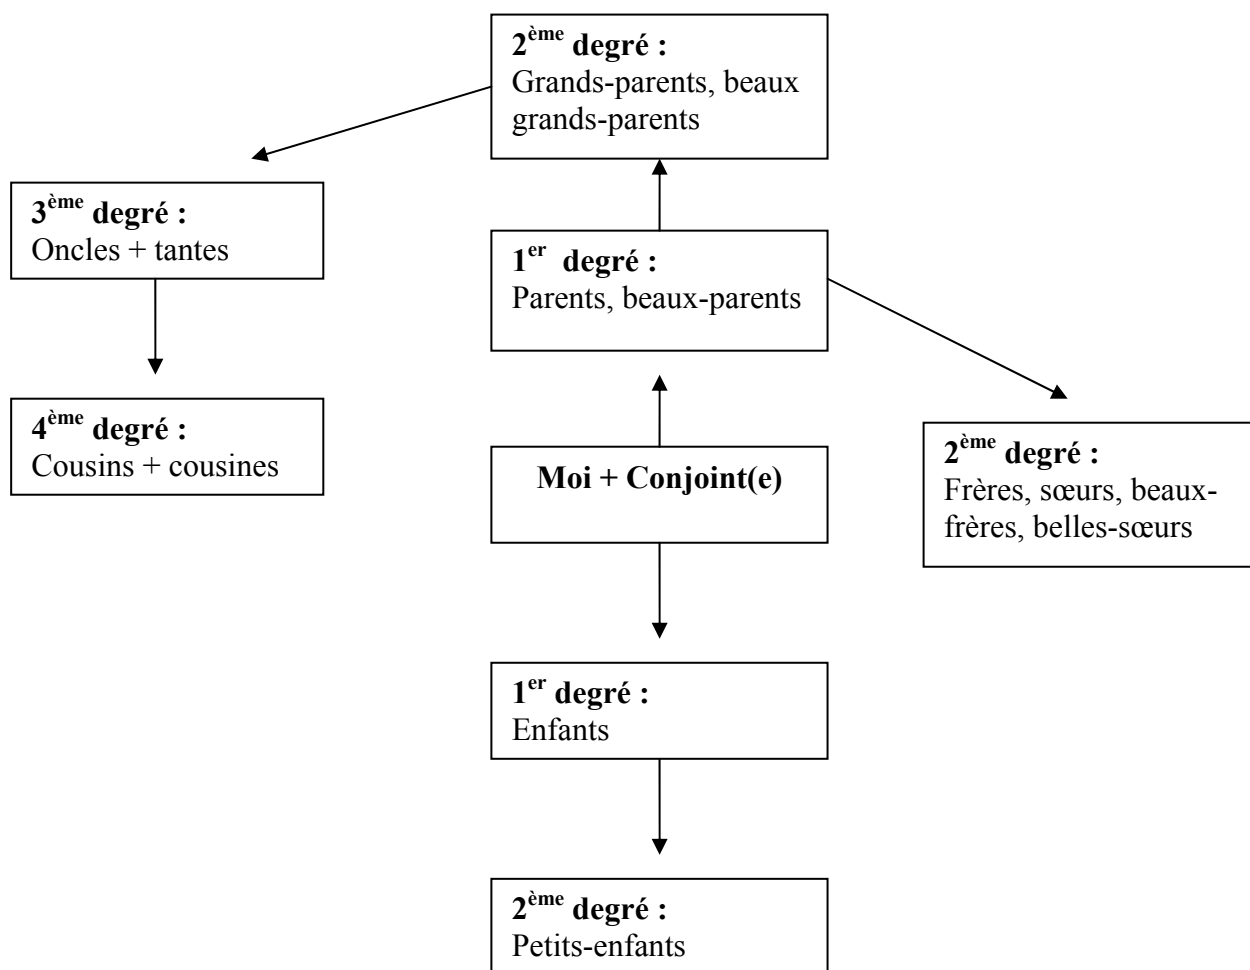 2ème degré :
Grands-parents, beaux
grands-parents
3ème degré :
Oncles + tantes
1er degré :
Parents, beaux-parents
4ème degré :
Cousins + cousines
Moi + Conjoint(e)
2ème degré :
Frères, sœurs, beaux-
frères, belles-sœurs
1er degré :
Enfants
2ème degré :
Petits-enfants